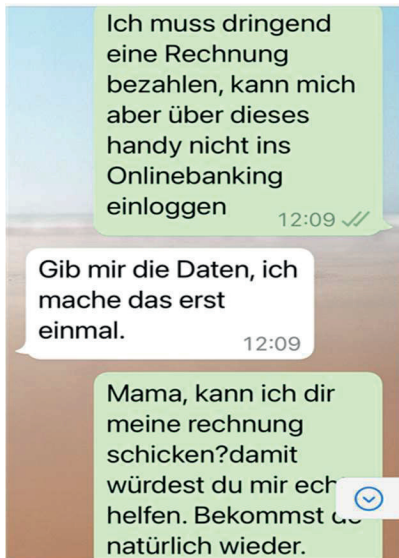 Ich muss dringend
eine Rechnung
bezahlen, kann mich
aber über dieses
handy nicht ins
Onlinebanking
einloggen
12:09
Gib mir die Daten, ich
mache das erst
einmal.
12:09
Mama, kann ich dir
meine rechnung
schicken?damit
würdest du mir
helfen. Bekommst
natürlich wieder.